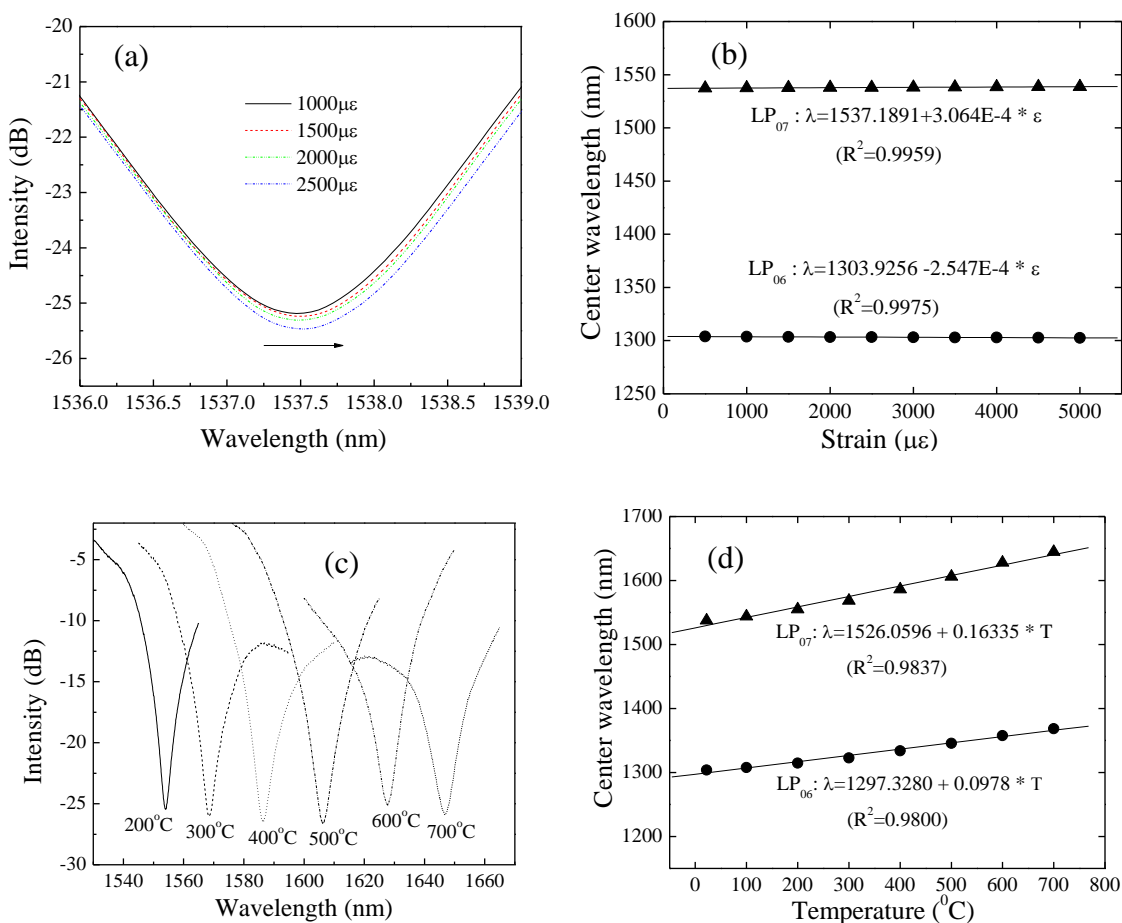 (a)
-20
-21
-22
-23
-24
-25
-26
Intensity (dB)
1000με
1500με
2000με
2500με
1536.0 1536.5 1537.0 1537.5 1538.0 1538.5 1539.0
Wavelength (nm)
(b)
1600
1550
1500
1450
1400
1350
1300
1250
Center wavelength (nm)
LP07 : λ=1537.1891+3.064E-4 * ε
(R2=0.9959)
LP06 : λ=1303.9256 -2.547E-4 * ε
(R2=0.9975)
0 1000 2000 3000 4000 5000
Strain (με)
(c)
-5
-10
-15
-20
-25
-30
Intensity (dB)
200oC
300oC
400oC
500oC
600oC
700oC
1540 1560 1580 1600 1620 1640 1660
Wavelength (nm)
(d)
1700
1600
1500
1400
1300
1200
Center wavelength (nm)
LP07: λ=1526.0596 + 0.16335 * T
(R2=0.9837)
LP06: λ=1297.3280 + 0.0978 * T
(R2=0.9800)
0 100 200 300 400 500 600 700 800
Temperature (0C)